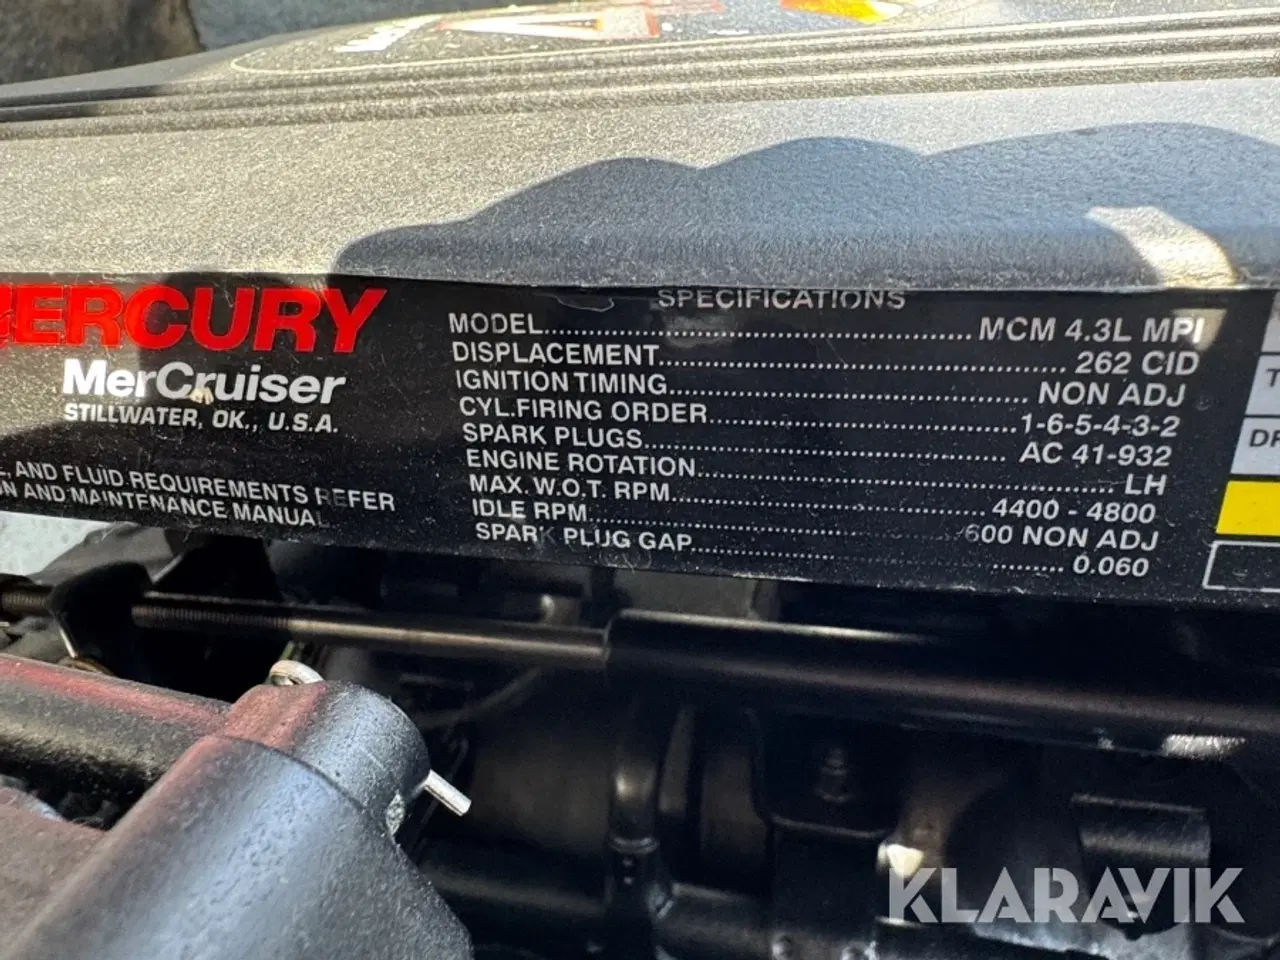 MERCURY
MerCruiser
STILLWATER, OK., U.S.A.
AND FLUID REQUIREMENTS REFER
AND MAINTENANCE MANUAL
SPECIFICATIONS
MODEL MCM 4.3L MPI
DISPLACEMENT 262 CID
IGNITION TIMING NON ADJ
CYL.FIRING ORDER 1-6-5-4-3-2
SPARK PLUGS AC 41-932
ENGINE ROTATION LH
MAX. W.O.T. RPM 4400 - 4800
IDLE RPM 600 NON ADJ
SPARK PLUG GAP 0.060
KLARAVIK